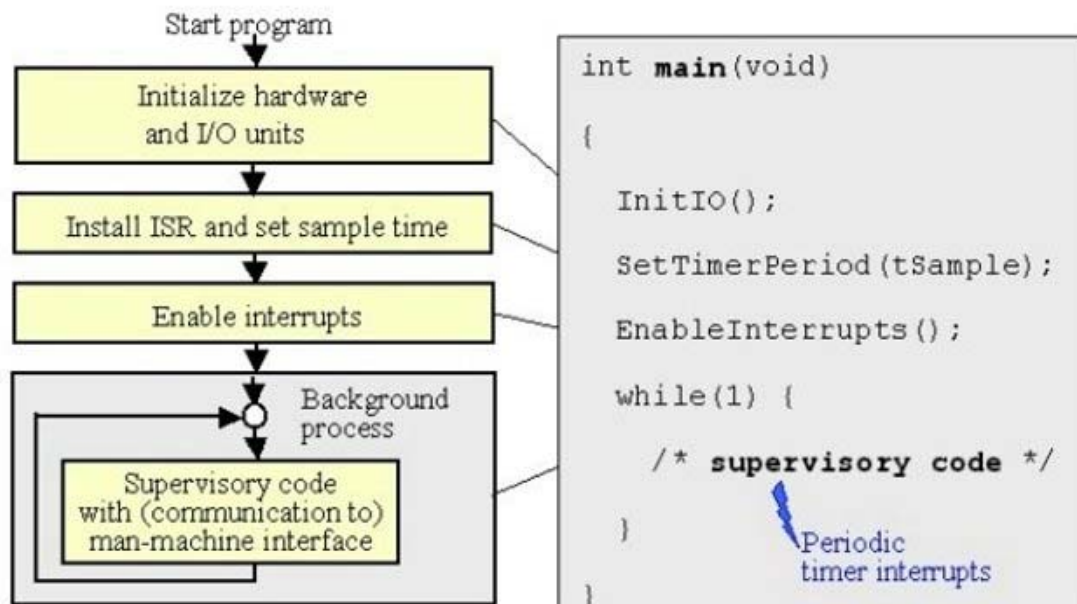 Start program
Initialize hardware
and I/O units
Install ISR and set sample time
Enable interrupts
Background
process
Supervisory code
with (communication to)
man-machine interface
int main(void)
{
InitIO();
SetTimerPeriod(tSample);
EnableInterrupts();
while(1) {
/* supervisory code */
}
Periodic
timer interrupts
}